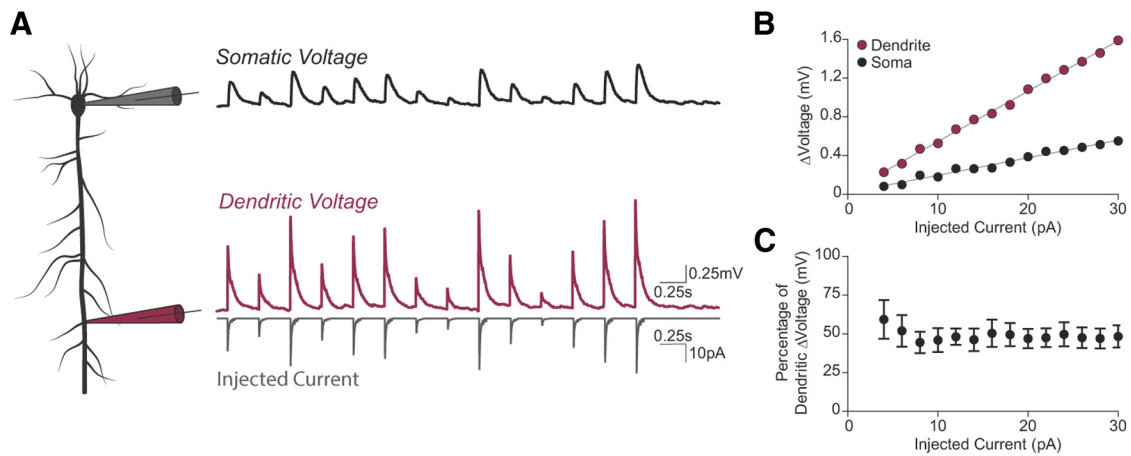 A
Somatic Voltage
Dendritic Voltage
0.25mV
0.25s
0.25s
10pA
Injected Current
B
1.6
1.2
0.8
0.4
0
ΔVoltage (mV)
Dendrite
Soma
0
10
20
30
Injected Current (pA)
C
100
75
50
25
0
Percentage of
Dendritic ΔVoltage (mV)
0
10
20
30
Injected Current (pA)